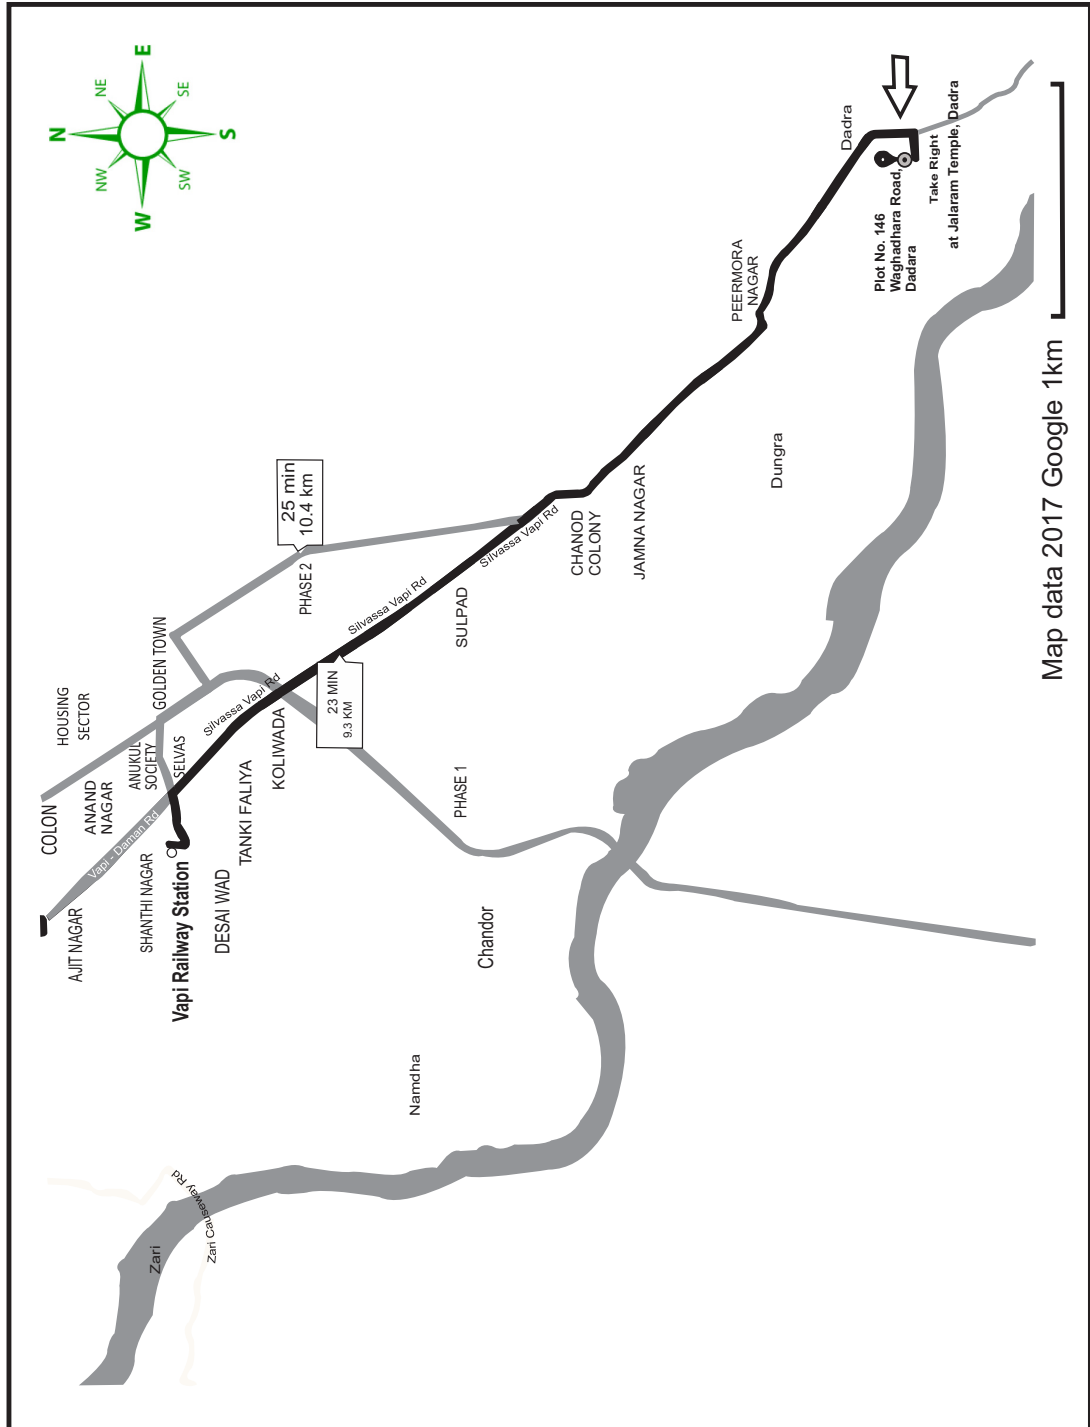 N
NE
E
SE
S
SW
W
NW
COLON
HOUSING
SECTOR
ANAND
NAGAR
AJIT NAGAR
Vapi - Daman Rd
ANUKUL
SOCIETY
SELVAS
GOLDEN TOWN
SHANTHI NAGAR
Vapi Railway Station
DESAI WAD
TANKI FALIYA
KOLIWADA
Silvassa Vapi Rd
25 min
10.4 km
PHASE 2
23 MIN
9.3 KM
Silvassa Vapi Rd
SULPAD
Silvassa Vapi Rd
PHASE 1
CHANOD
COLONY
JAMNA NAGAR
Chandor
Namdha
Zari
Zari Causeway Rd
Dungra
PEERMORA
NAGAR
Dadra
Plot No. 146
Waghadhara Road,
Dadara
Take Right
at Jalaram Temple, Dadra
Map data 2017 Google 1km